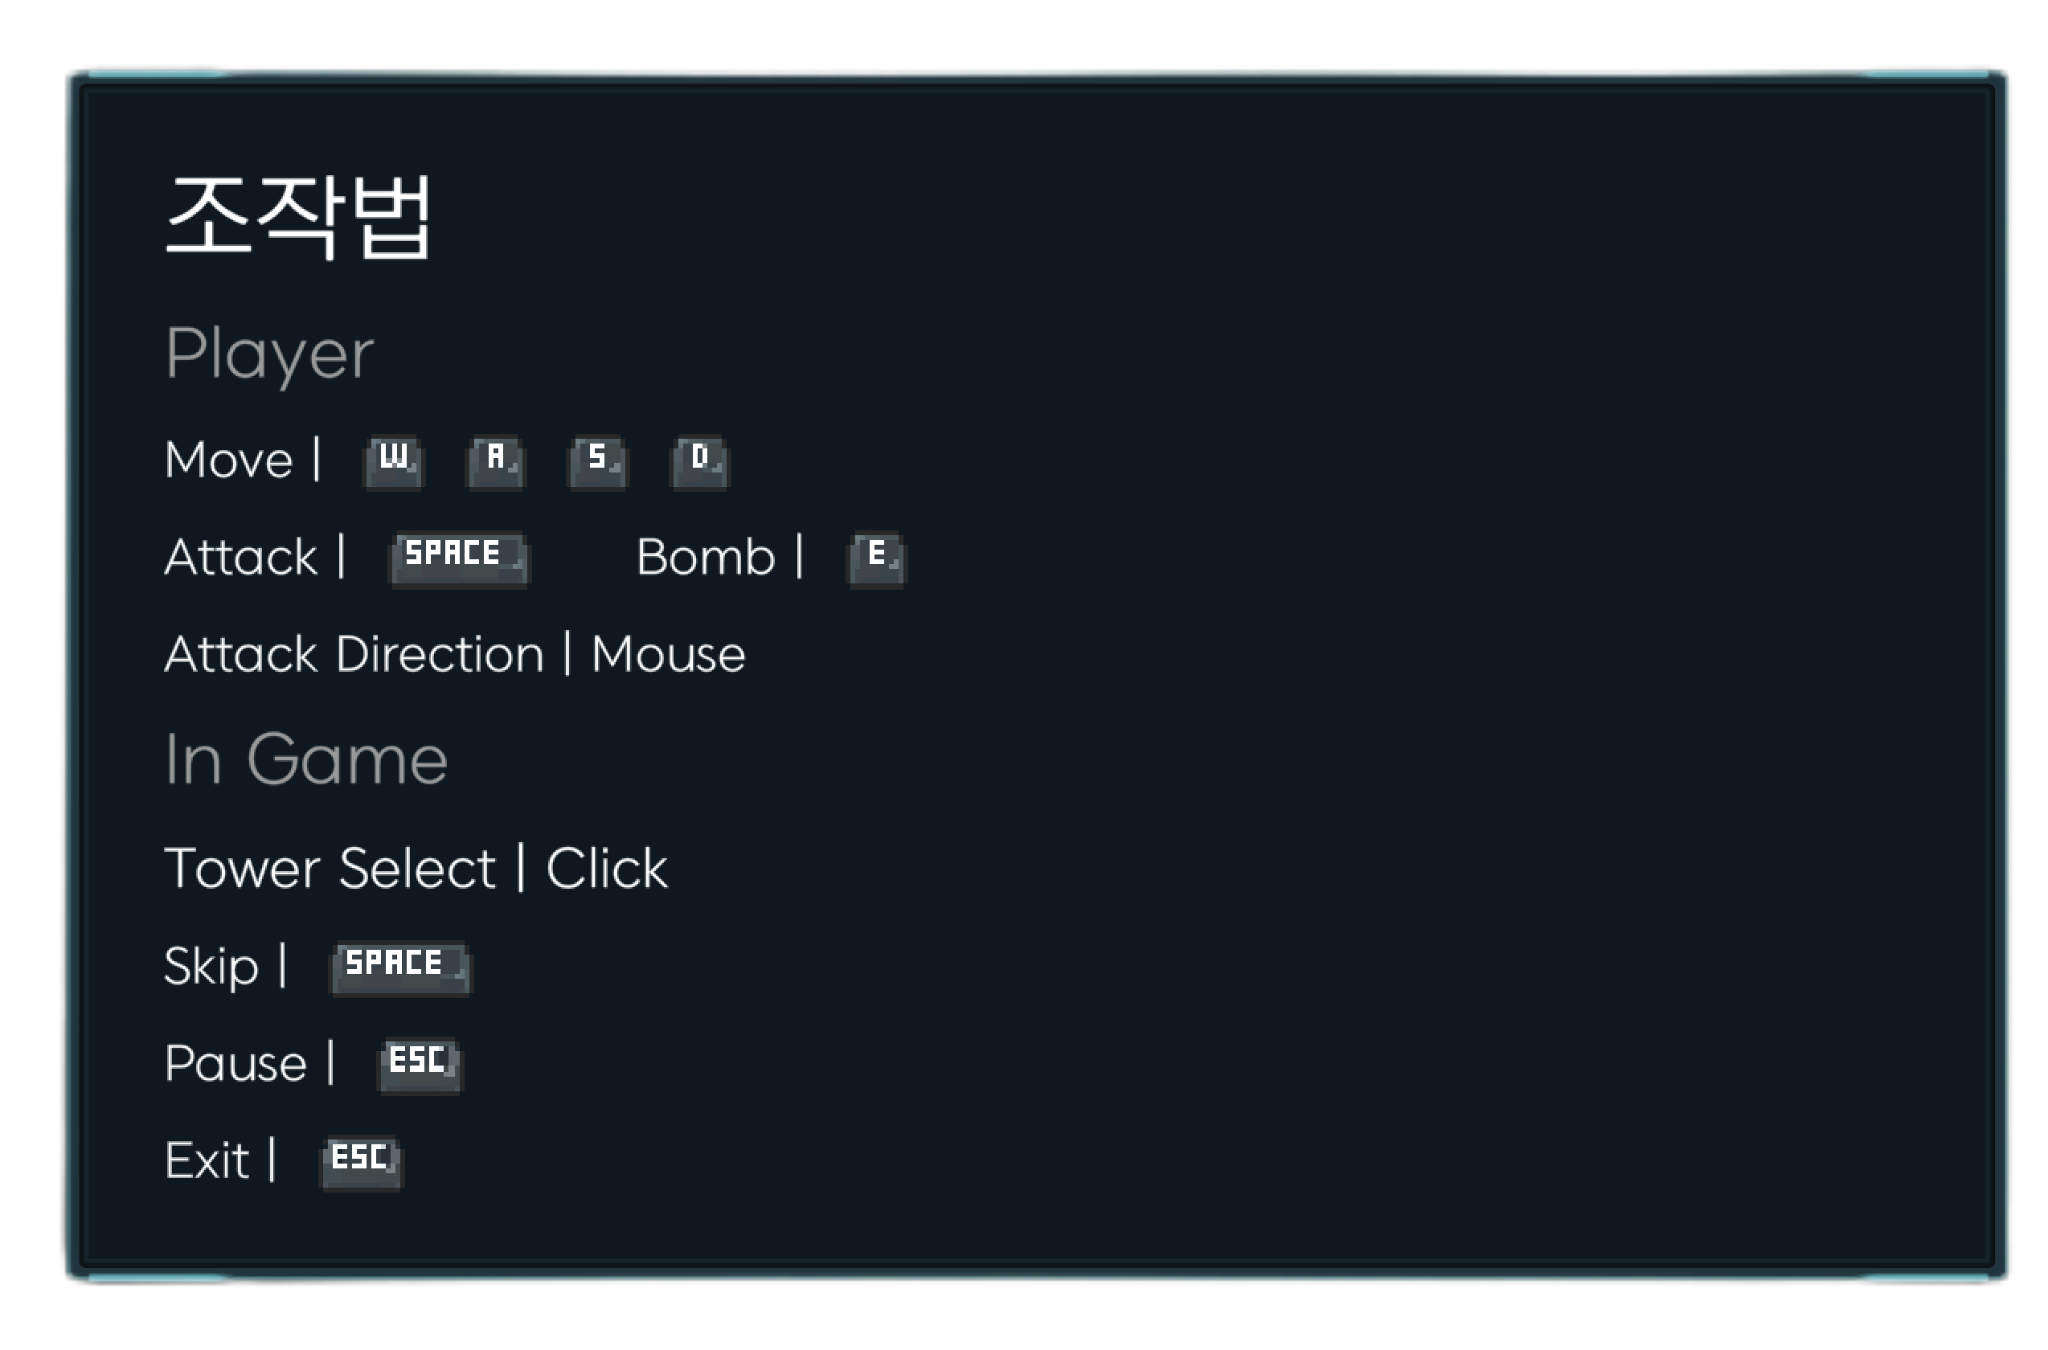 조작법
Player
Move | W A S D
Attack | SPACE Bomb | E
Attack Direction | Mouse
In Game
Tower Select | Click
Skip | SPACE
Pause | ESC
Exit | ESC